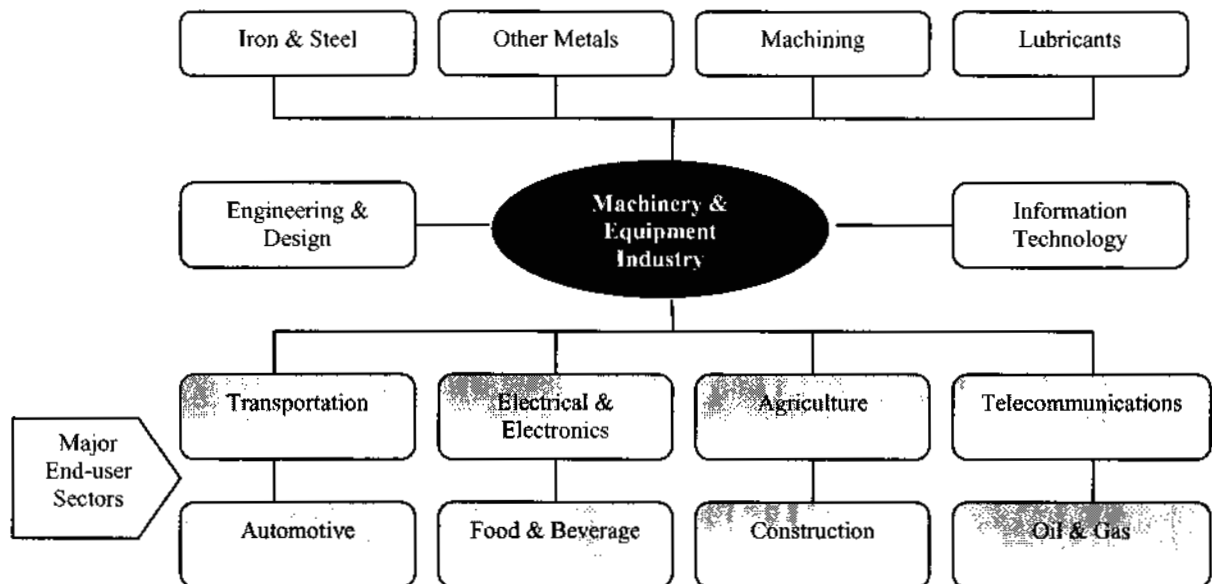 Iron & Steel
Other Metals
Machining
Lubricants
Engineering &
Design
Machinery &
Equipment
Industry
Information
Technology
Transportation
Electrical &
Electronics
Agriculture
Telecommunications
Major
End-user
Sectors
Automotive
Food & Beverage
Construction
Oil & Gas